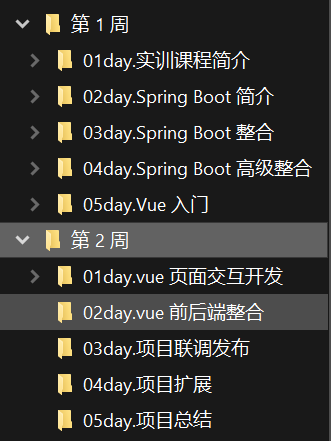 第 1 周
01day.实训课程简介
02day.Spring Boot 简介
03day.Spring Boot 整合
04day.Spring Boot 高级整合
05day.Vue 入门
第 2 周
01day.vue 页面交互开发
02day.vue 前后端整合
03day.项目联调发布
04day.项目扩展
05day.项目总结